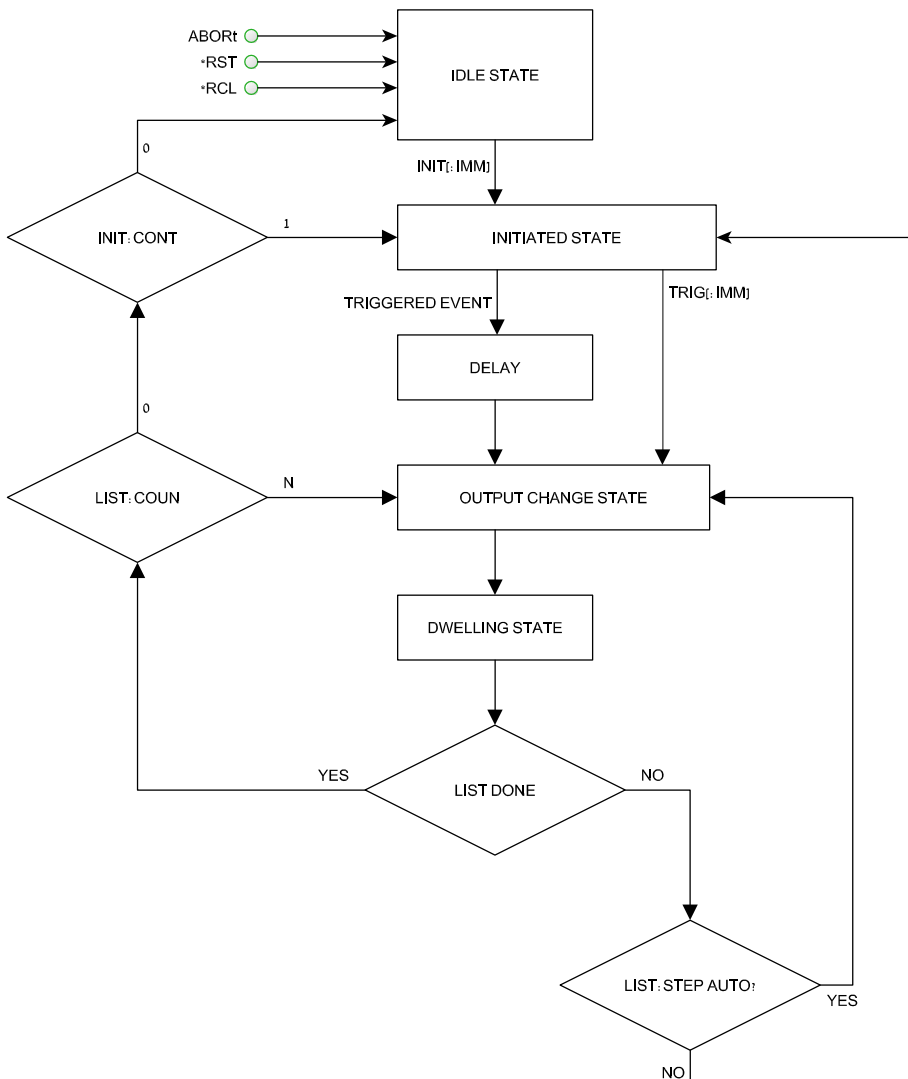 ABORt
*RST
*RCL
IDLE STATE
0
INIT[: IMM]
INIT: CONT
1
INITIATED STATE
TRIGGERED EVENT
TRIG[: IMM]
DELAY
0
LIST: COUN
N
OUTPUT CHANGE STATE
DWELLING STATE
YES
LIST DONE
NO
LIST: STEP AUTO?
YES
NO